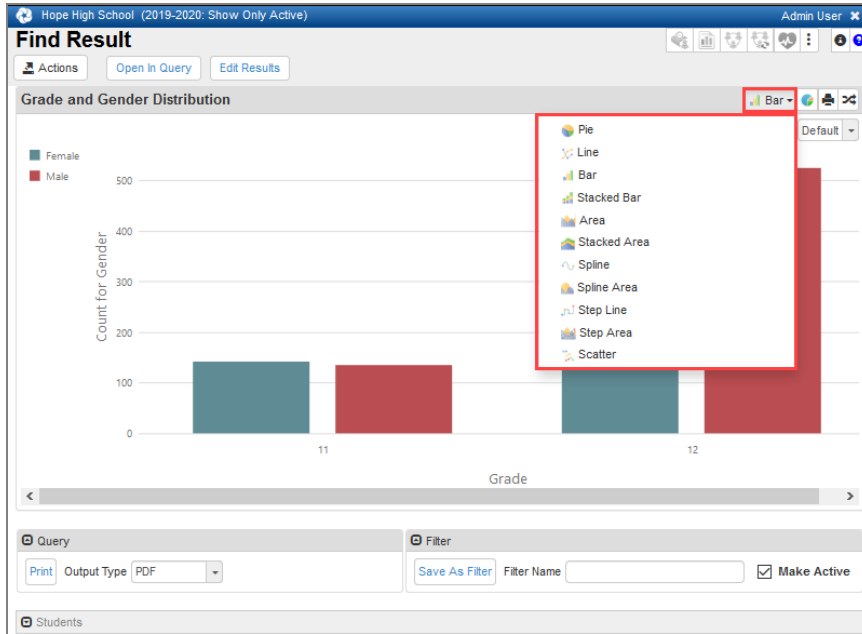 Hope High School (2019-2020: Show Only Active) Admin User
Find Result
Actions Open In Query Edit Results
Grade and Gender Distribution Bar
Default
Female
Male
Pie
Line
Bar
Stacked Bar
Area
Stacked Area
Spline
Spline Area
Step Line
Step Area
Scatter
Count for Gender
500
400
300
200
100
0
11 12
Grade
Query
Print Output Type PDF
Filter
Save As Filter Filter Name Make Active
Students